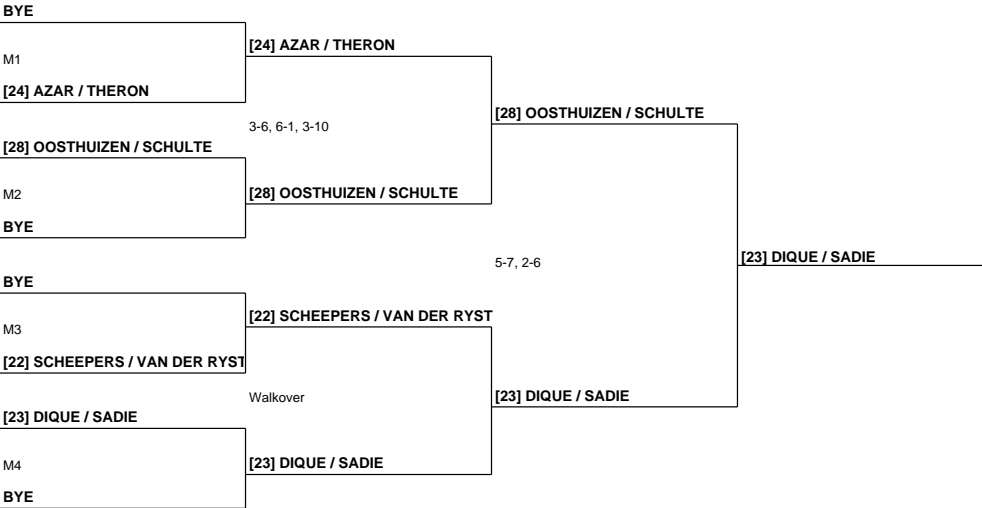 BYE
M1
[24] AZAR / THERON
[28] OOSTHUIZEN / SCHULTE
M2
BYE
BYE
M3
[22] SCHEEPERS / VAN DER RYST
[23] DIQUE / SADIE
M4
BYE
[24] AZAR / THERON
3-6, 6-1, 3-10
[28] OOSTHUIZEN / SCHULTE
[22] SCHEEPERS / VAN DER RYST
Walkover
[23] DIQUE / SADIE
[28] OOSTHUIZEN / SCHULTE
5-7, 2-6
[23] DIQUE / SADIE
[23] DIQUE / SADIE